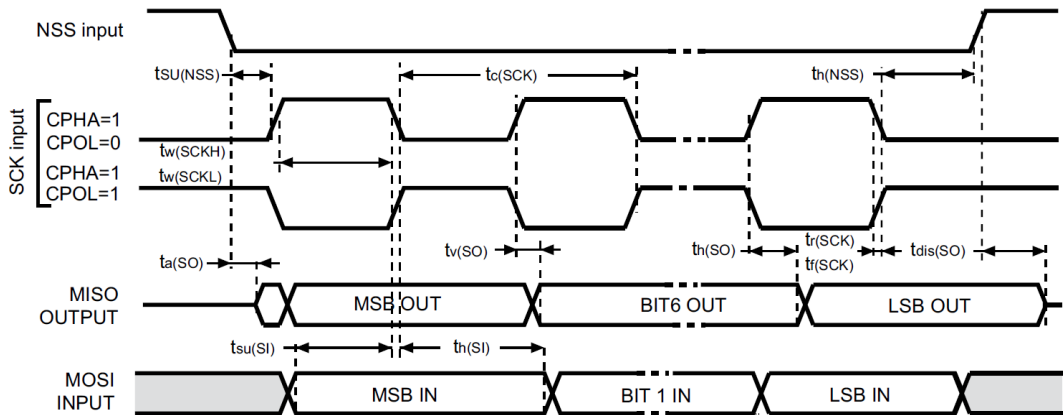 NSS input
tSU(NSS)
tc(SCK)
th(NSS)
SCK input
CPHA=1
CPOL=0
tw(SCKH)
CPHA=1
tw(SCKL)
CPOL=1
ta(SO)
tv(SO)
th(SO)
tr(SCK)
tf(SCK)
tdis(SO)
MISO
OUTPUT
MSB OUT
BIT6 OUT
LSB OUT
tsu(SI)
th(SI)
MOSI
INPUT
MSB IN
BIT 1 IN
LSB IN